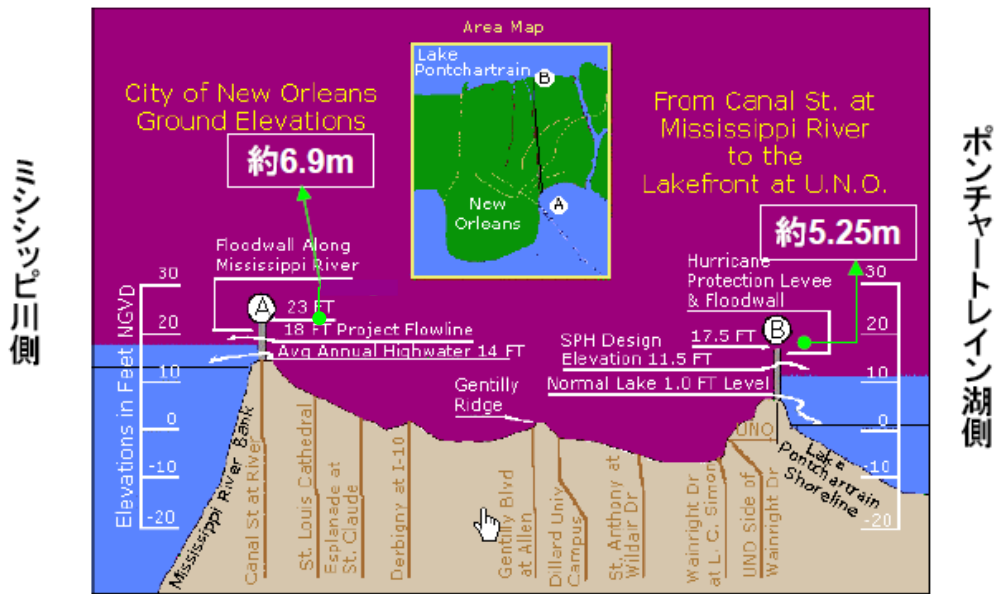 Area Map
Lake
Pontchartrain
B
A
New
Orleans
City of New Orleans
Ground Elevations
約6.9m
From Canal St. at
Mississippi River
to the
Lakefront at U.N.O.
約5.25m
ミシシッピ川側
ポンチャートレイン湖側
Floodwall Along
Mississippi River
A
23 FT
18 FT Project Flowline
Avg Annual Highwater 14 FT
Hurricane
Protection Levee
& Floodwall
B
17.5 FT
SPH Design
Elevation 11.5 FT
Normal Lake 1.0 FT Level
Gentilly
Ridge
Elevations in Feet NGVD
30
20
10
0
-10
-20
30
20
10
0
-10
-20
Mississippi River Bank
Canal St at River
St. Louis Cathedral
Esplanade at
St. Claude
Derbigny at I-10
Gentilly Blvd
at Allen
Dillard Univ
Campus
St. Anthony at
Wildair Dr
Wainright Dr
at L. C. Simon
UNO
UNO Side of
Wainright Dr
Lake
Pontchartrain
Shoreline